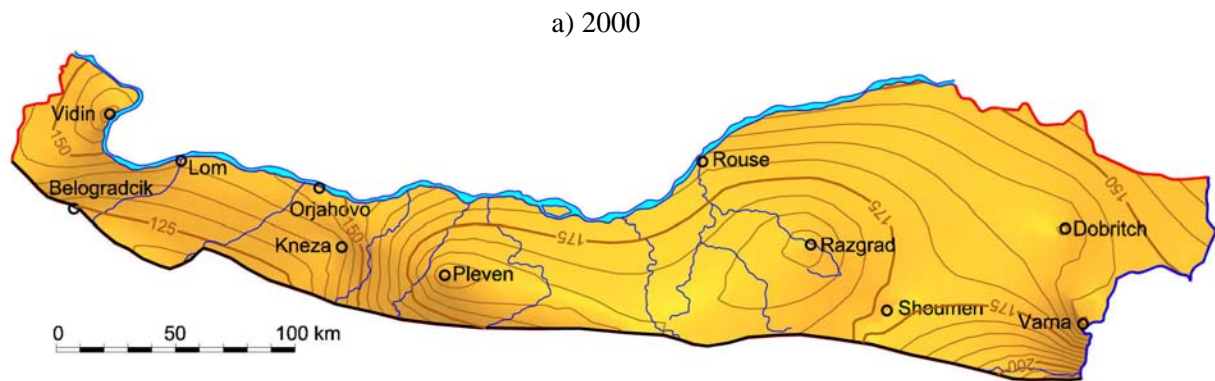 a) 2000
Vidin
150
Lom
Belogradcik
Orjahovo
125
Kneza
150
Pleven
175
Rouse
175
Razgrad
150
Dobritch
Shoumen
175
Varna
200
0 50 100 km